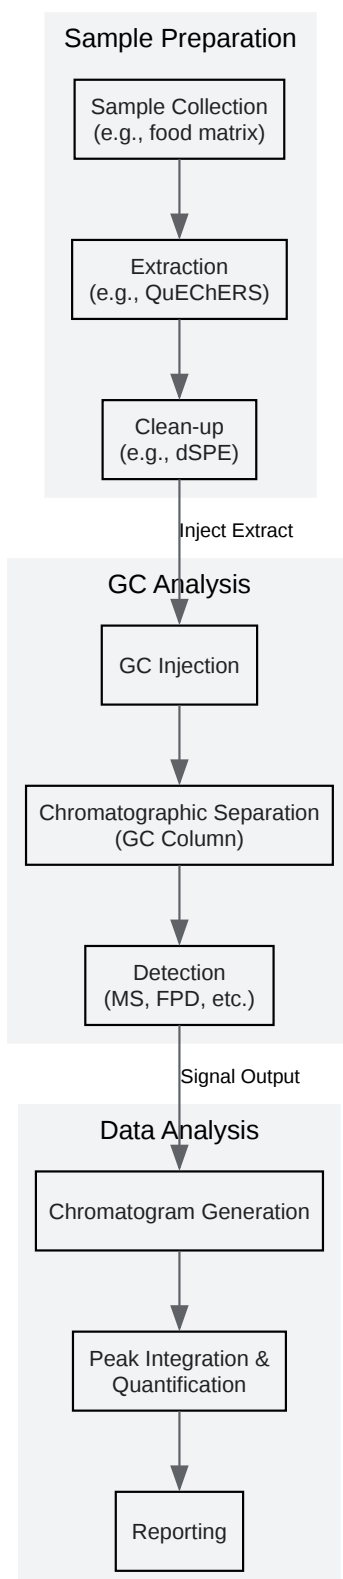 Sample Preparation
Sample Collection
(e.g., food matrix)
Extraction
(e.g., QuEChERS)
Clean-up
(e.g., dSPE)
Inject Extract
GC Analysis
GC Injection
Chromatographic Separation
(GC Column)
Detection
(MS, FPD, etc.)
Signal Output
Data Analysis
Chromatogram Generation
Peak Integration &
Quantification
Reporting